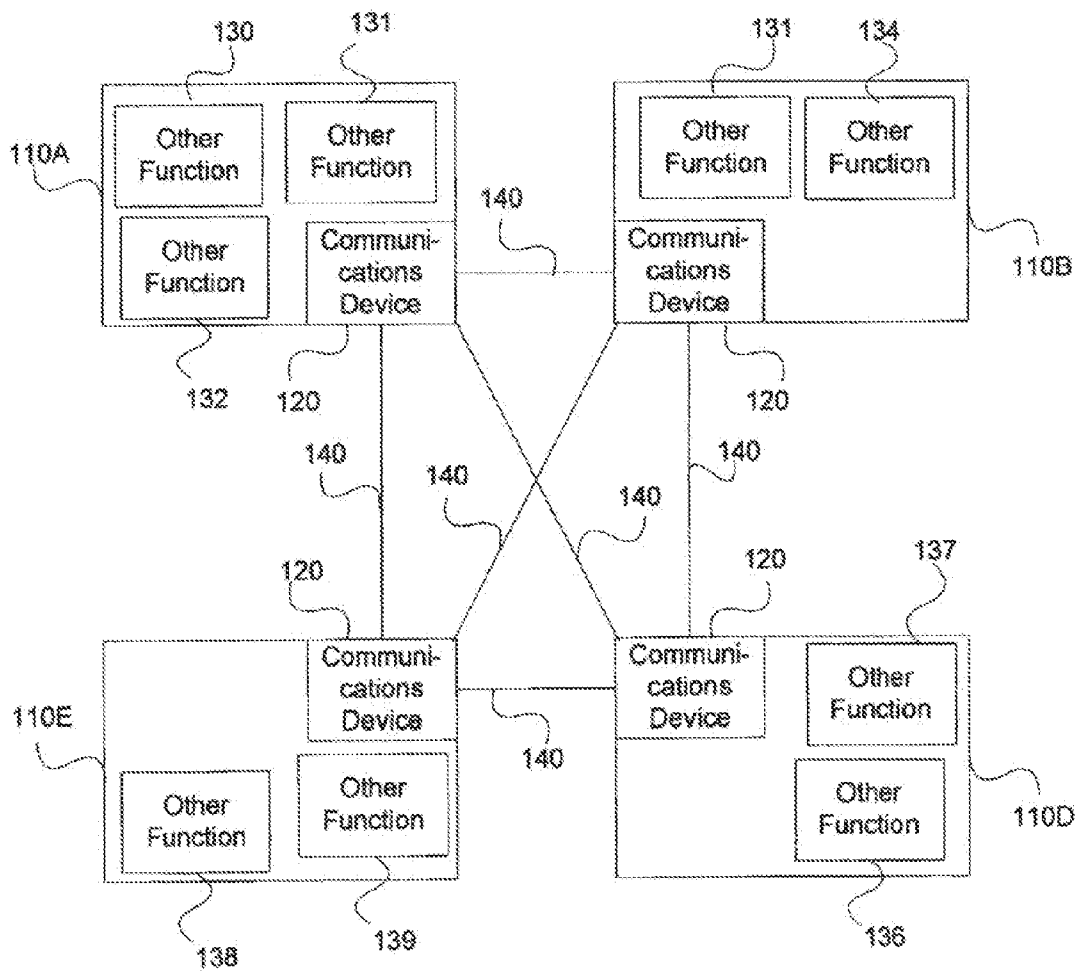 130
131
131
134
Other
Function
Other
Function
Other
Function
Other
Function
110A
110B
Other
Function
Communi-
cations
Device
140
Communi-
cations
Device
132
120
120
140
140
140
140
120
120
137
Communi-
cations
Device
Communi-
cations
Device
Other
Function
110E
140
110D
Other
Function
Other
Function
Other
Function
138
139
136